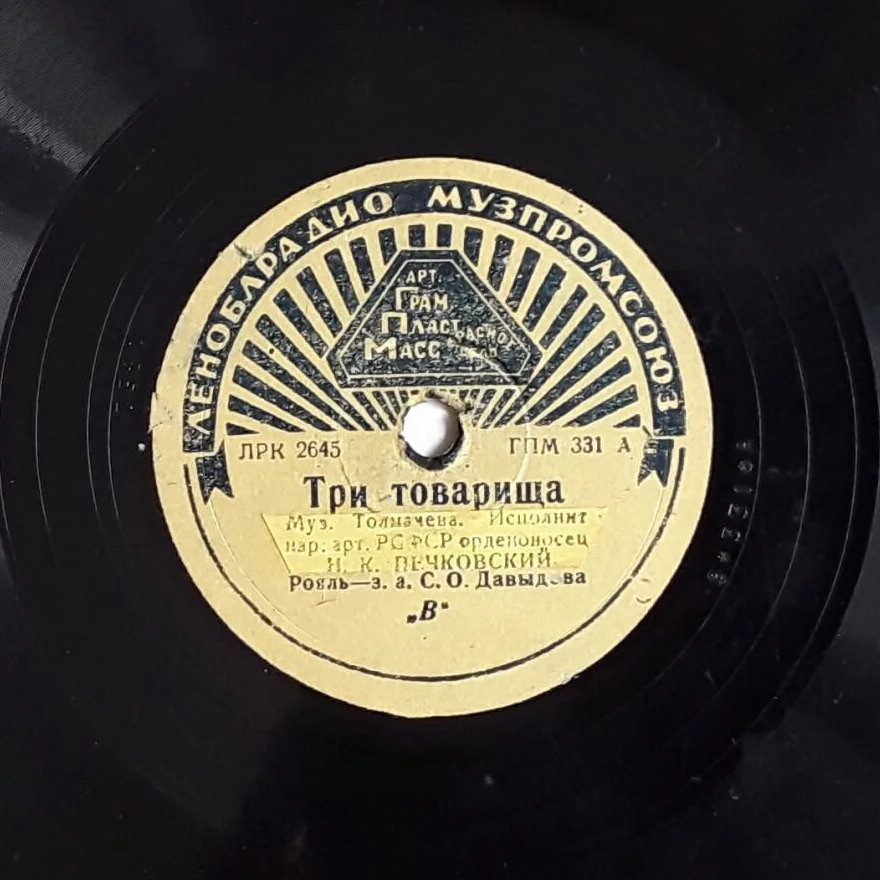 ЛЕНОБЛРАДИО МУЗПРОМСОЮЗ
АРТ.
ГРАМ
ПЛАСТ
МАСС
ЛРК 2645
ГПМ 331 А
Три товарища
Муз. Толмачева. Исполнит
нар. арт. РСФСР орденоносец
Н. К. ПЕЧКОВСКИЙ
Рояль—з. а. С. О. Давыдова
„В“